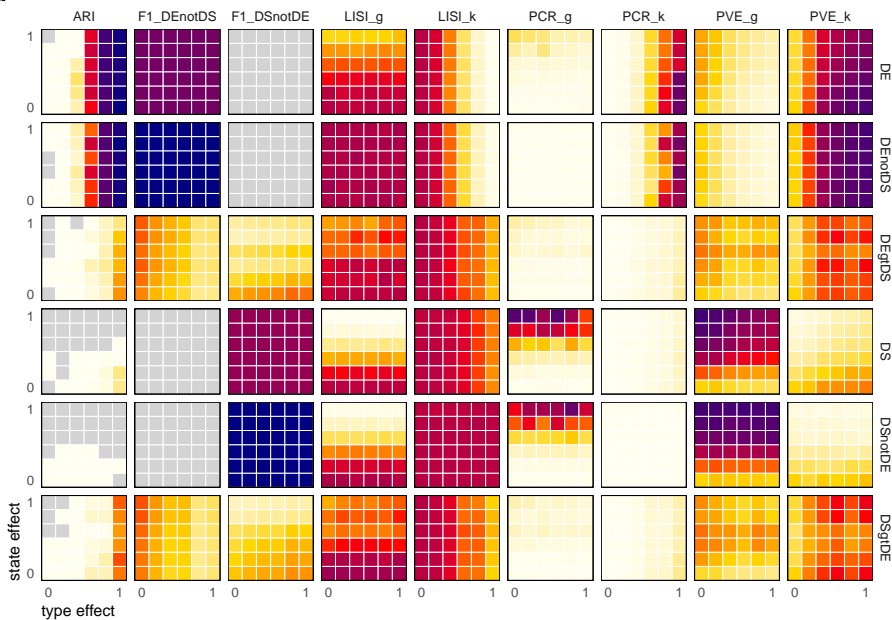 ARI F1_DEnotDS F1_DSnotDE LISI_g LISI_k PCR_g PCR_k PVE_g PVE_k
1
0
DE
1
0
DEnotDS
1
0
DEgtDS
1
0
DS
1
0
DSnotDE
1
0
DSgtDE
state effect
0 1 0 1 0 1 0 1 0 1 0 1 0 1 0 1 0 1
type effect